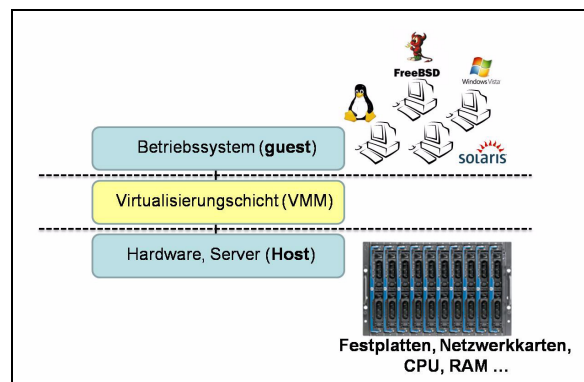 FreeBSD
Windows Vista
Betriebssystem (guest)
solaris
Virtualisierungschicht (VMM)
Hardware, Server (Host)
Festplatten, Netzwerkkarten,
CPU, RAM ...